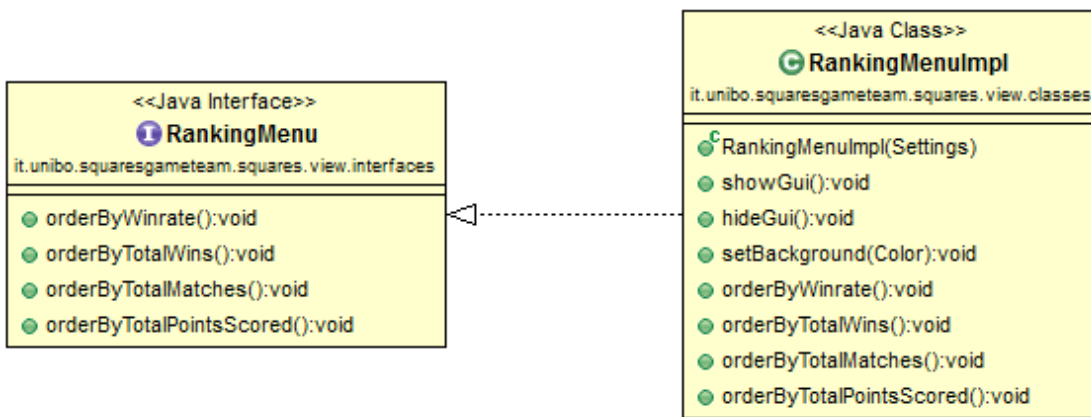 <<Java Interface>>
I RankingMenu
it.unibo.squaresgameteam.squares.view.interfaces
orderByWinrate():void
orderByTotalWins():void
orderByTotalMatches():void
orderByTotalPointsScored():void
<<Java Class>>
C RankingMenuImpl
it.unibo.squaresgameteam.squares.view.classes
C RankingMenuImpl(Settings)
showGui():void
hideGui():void
setBackground(Color):void
orderByWinrate():void
orderByTotalWins():void
orderByTotalMatches():void
orderByTotalPointsScored():void